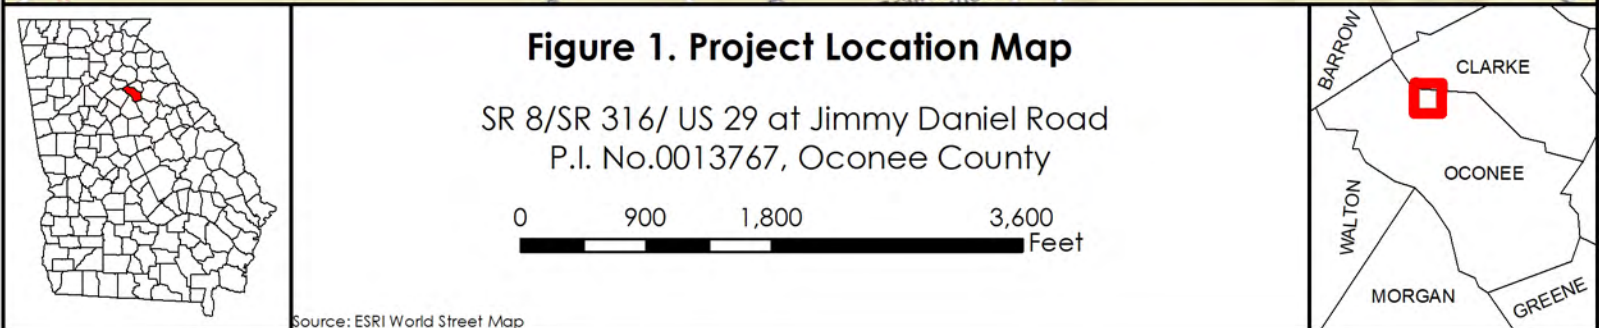 Figure 1. Project Location Map
SR 8/SR 316/ US 29 at Jimmy Daniel Road
P.I. No.0013767, Oconee County
0 900 1,800 3,600
Feet
Source: ESRI World Street Map
BARROW
CLARKE
OCONEE
WALTON
MORGAN
GREENE